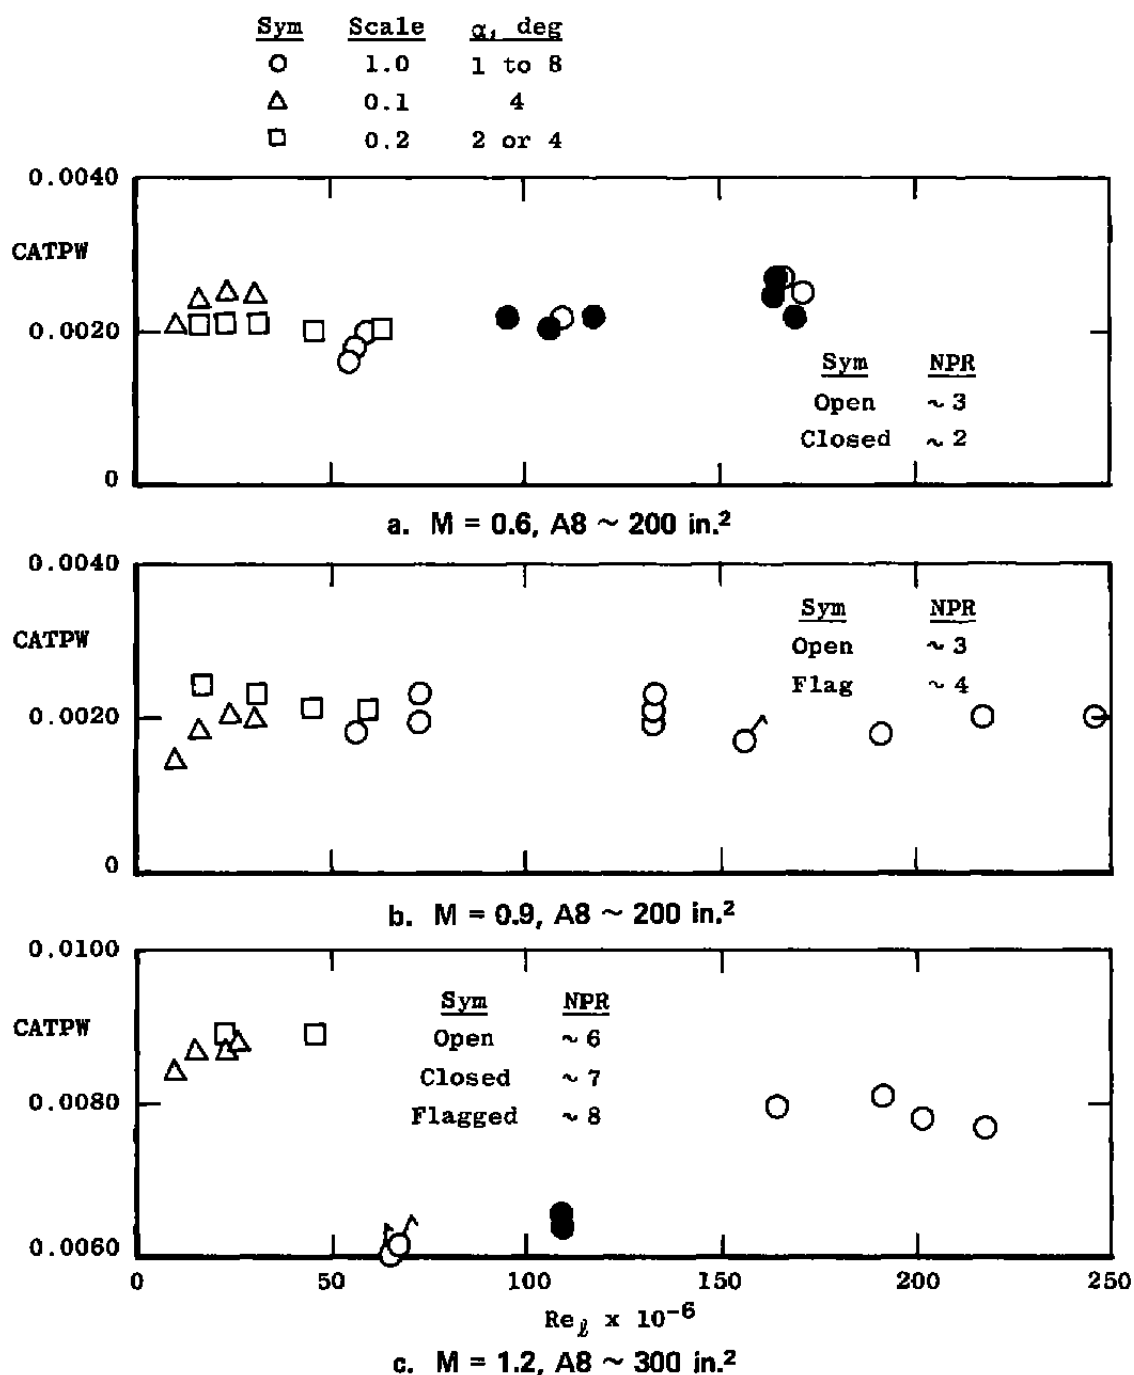 Sym Scale α, deg
○ 1.0 1 to 8
△ 0.1 4
□ 0.2 2 or 4
0.0040
CATPW
0.0020
0
Sym NPR
Open ~ 3
Closed ~ 2
a. M = 0.6, A8 ~ 200 in.²
0.0040
CATPW
0.0020
0
Sym NPR
Open ~ 3
Flag ~ 4
b. M = 0.9, A8 ~ 200 in.²
0.0100
CATPW
0.0080
0.0060
Sym NPR
Open ~ 6
Closed ~ 7
Flagged ~ 8
0 50 100 150 200 250
Reℓ x 10⁻⁶
c. M = 1.2, A8 ~ 300 in.²